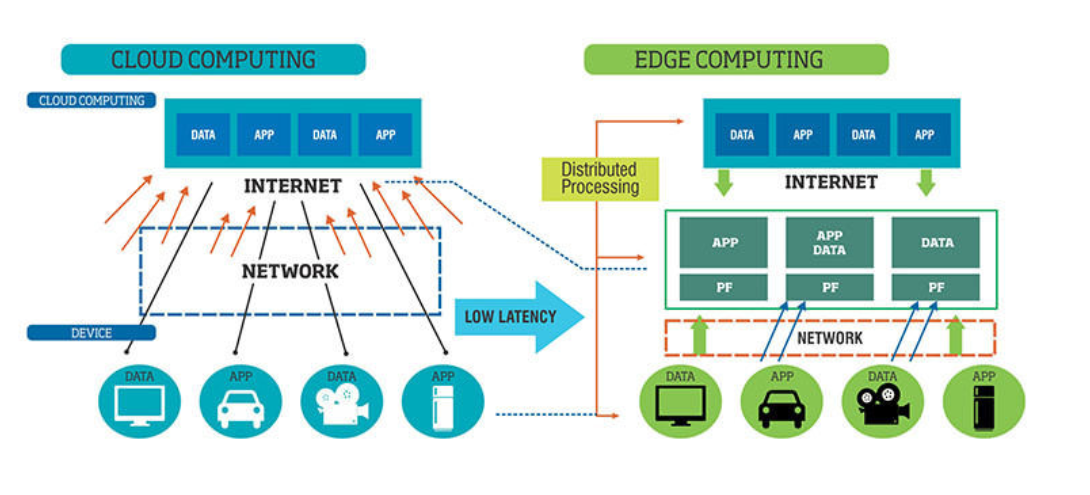 CLOUD COMPUTING
CLOUD COMPUTING
DATA
APP
DATA
APP
INTERNET
NETWORK
DEVICE
DATA
APP
DATA
APP
LOW LATENCY
Distributed
Processing
EDGE COMPUTING
DATA
APP
DATA
APP
INTERNET
APP
APP
DATA
DATA
PF
PF
PF
NETWORK
DATA
APP
DATA
APP